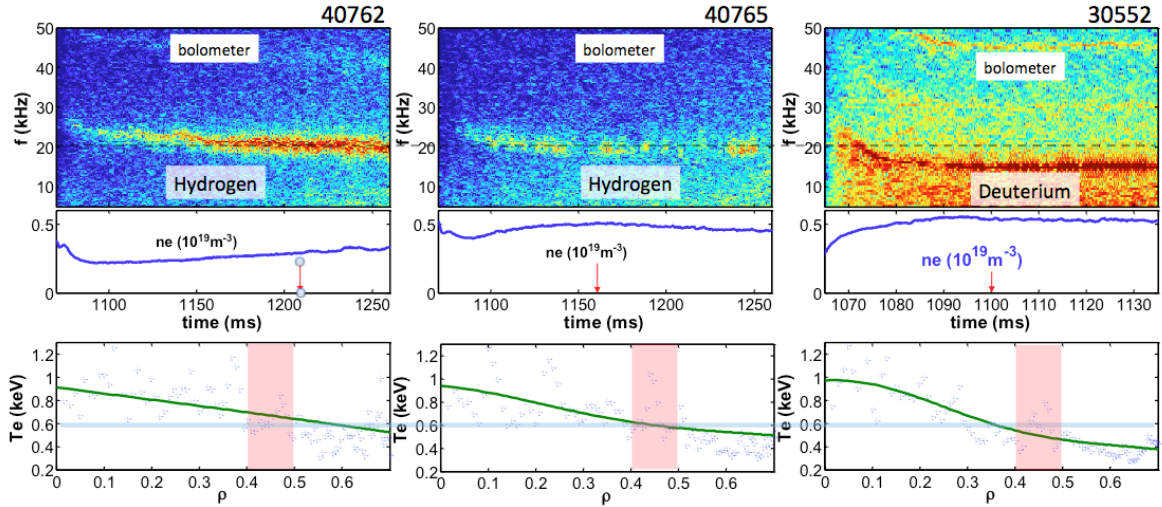 40762
50
40
30
20
10
f (kHz)
bolometer
Hydrogen
0.5
0
ne (10^19m^-3)
1100 1150 1200 1250
time (ms)
1.2
1
0.8
0.6
0.4
0.2
Te (keV)
0 0.1 0.2 0.3 0.4 0.5 0.6
ρ
40765
50
40
30
20
10
f (kHz)
bolometer
Hydrogen
0.5
0
ne (10^19m^-3)
1100 1150 1200 1250
time (ms)
1.2
1
0.8
0.6
0.4
0.2
Te (keV)
0 0.1 0.2 0.3 0.4 0.5 0.6
ρ
30552
50
40
30
20
10
f (kHz)
bolometer
Deuterium
0.5
0
ne (10^19m^-3)
1070 1080 1090 1100 1110 1120 1130
time (ms)
1.2
1
0.8
0.6
0.4
0.2
Te (keV)
0 0.1 0.2 0.3 0.4 0.5 0.6
ρ